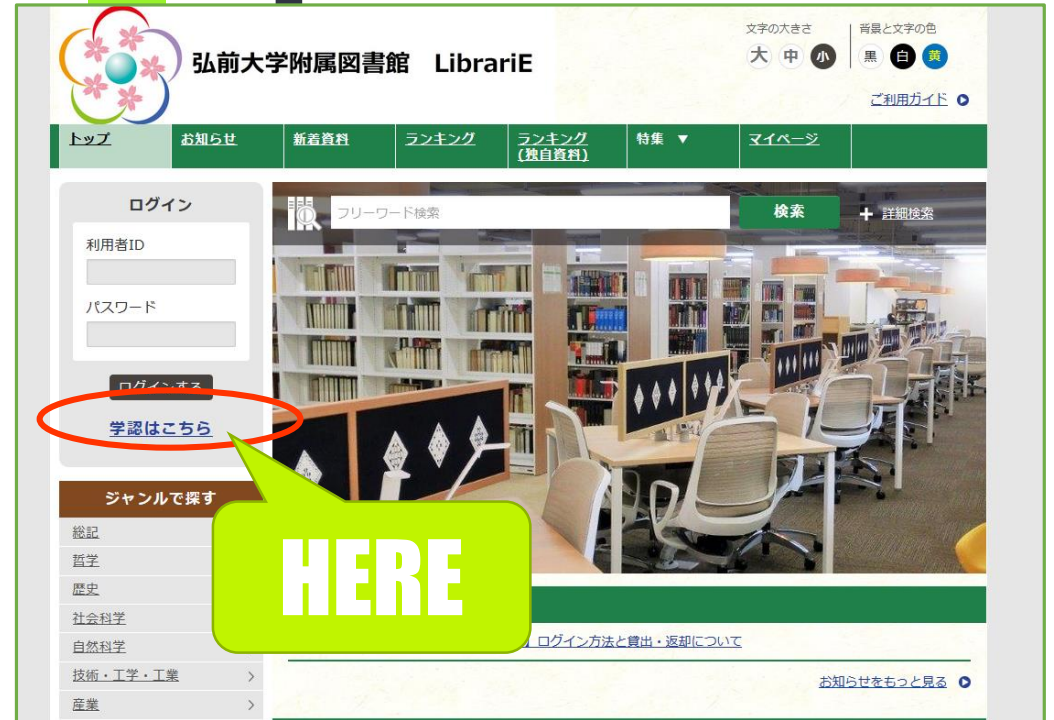 文字の大きさ
背景と文字の色
弘前大学附属図書館 LibrariE
大 中 小
黒 白 黄
ご利用ガイド
トップ
お知らせ
新着資料
ランキング
ランキング
(独自資料)
特集 ▼
マイページ
ログイン
利用者ID
パスワード
ログインする
学認はこちら
フリーワード検索
検索
+ 詳細検索
ジャンルで探す
総記
哲学
歴史
社会科学
自然科学
技術・工学・工業 >
産業 >
HERE
ログイン方法と貸出・返却について
お知らせをもっと見る